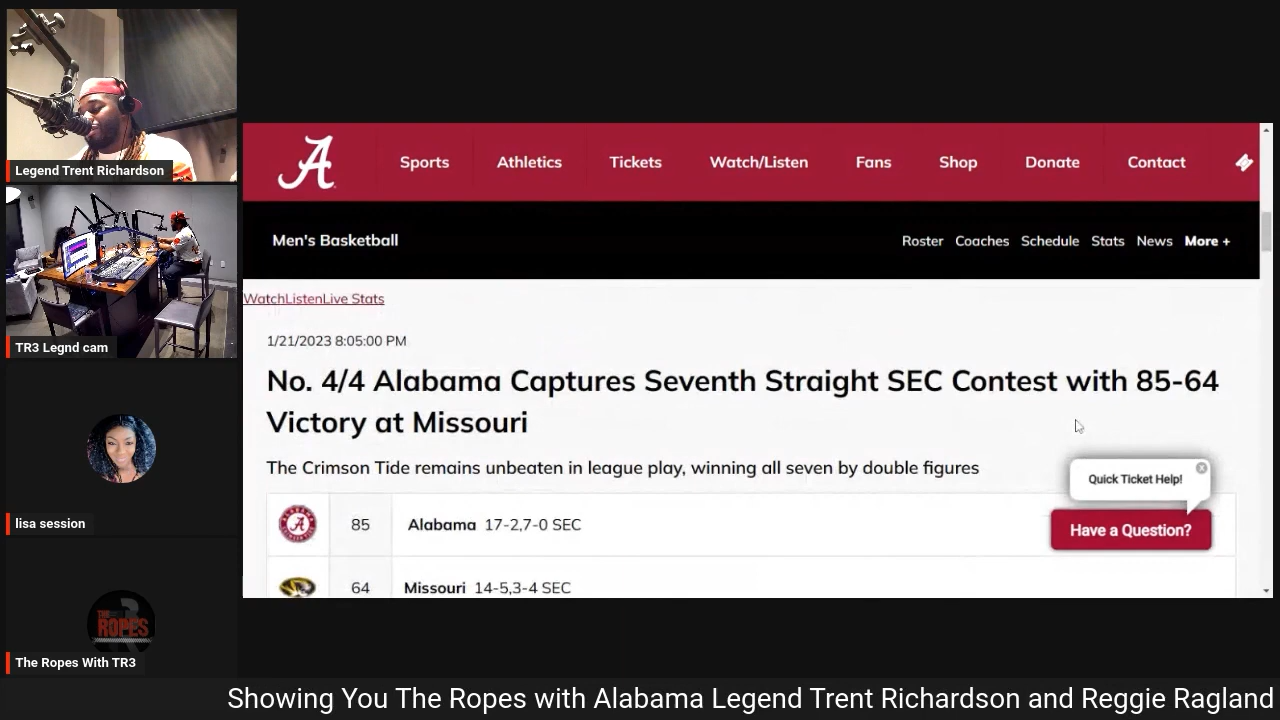 Legend Trent Richardson
TR3 Legnd cam
lisa session
THE
ROPES
The Ropes With TR3
A
Sports Athletics Tickets Watch/Listen Fans Shop Donate Contact
Men's Basketball
Roster Coaches Schedule Stats News More +
WatchListenLive Stats
1/21/2023 8:05:00 PM
No. 4/4 Alabama Captures Seventh Straight SEC Contest with 85-64
Victory at Missouri
The Crimson Tide remains unbeaten in league play, winning all seven by double figures
Quick Ticket Help!
Have a Question?
85 Alabama 17-2,7-0 SEC
64 Missouri 14-5,3-4 SEC
Showing You The Ropes with Alabama Legend Trent Richardson and Reggie Ragland